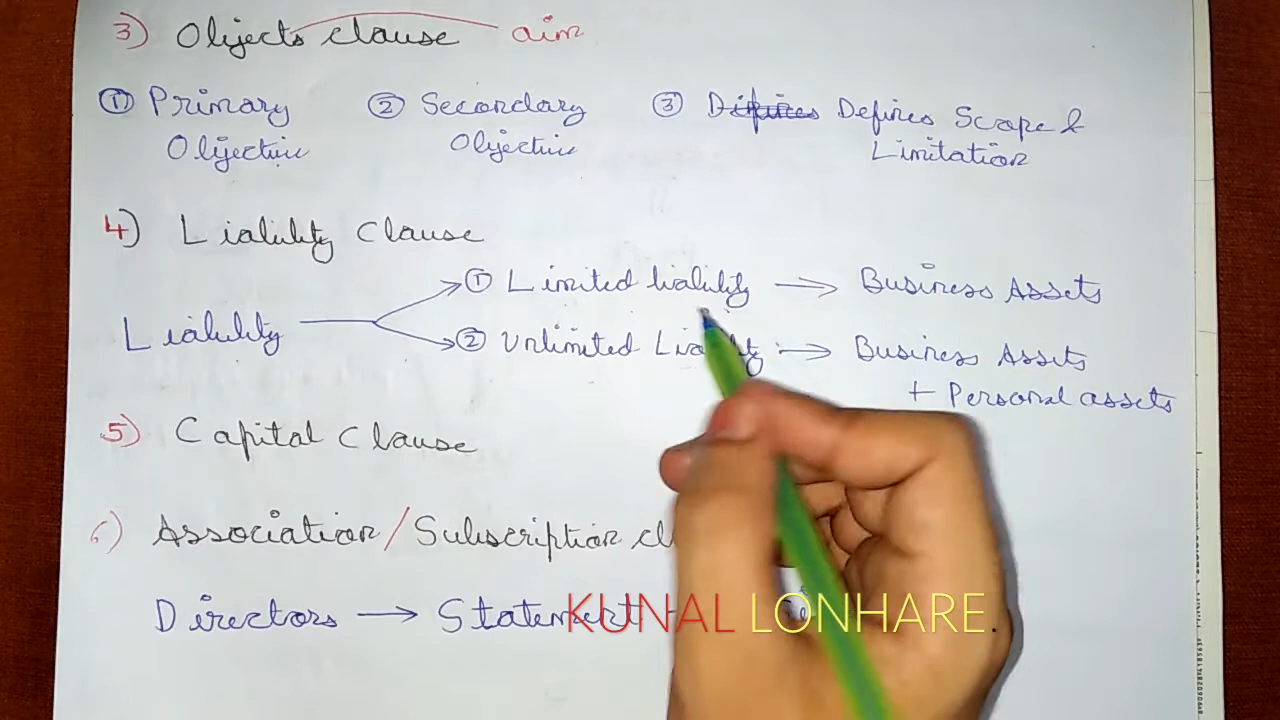 3) Objects clause — aim
① Primary Objective
② Secondary Objective
③ Defines Defines Scope & Limitation
4) Liability Clause
Liability
① Limited liability → Business Assets
② Unlimited Liability → Business Assets
+ Personal assets
5) Capital Clause
6) Association/Subscription cl
Directors → Statement
KUNAL LONHARE.